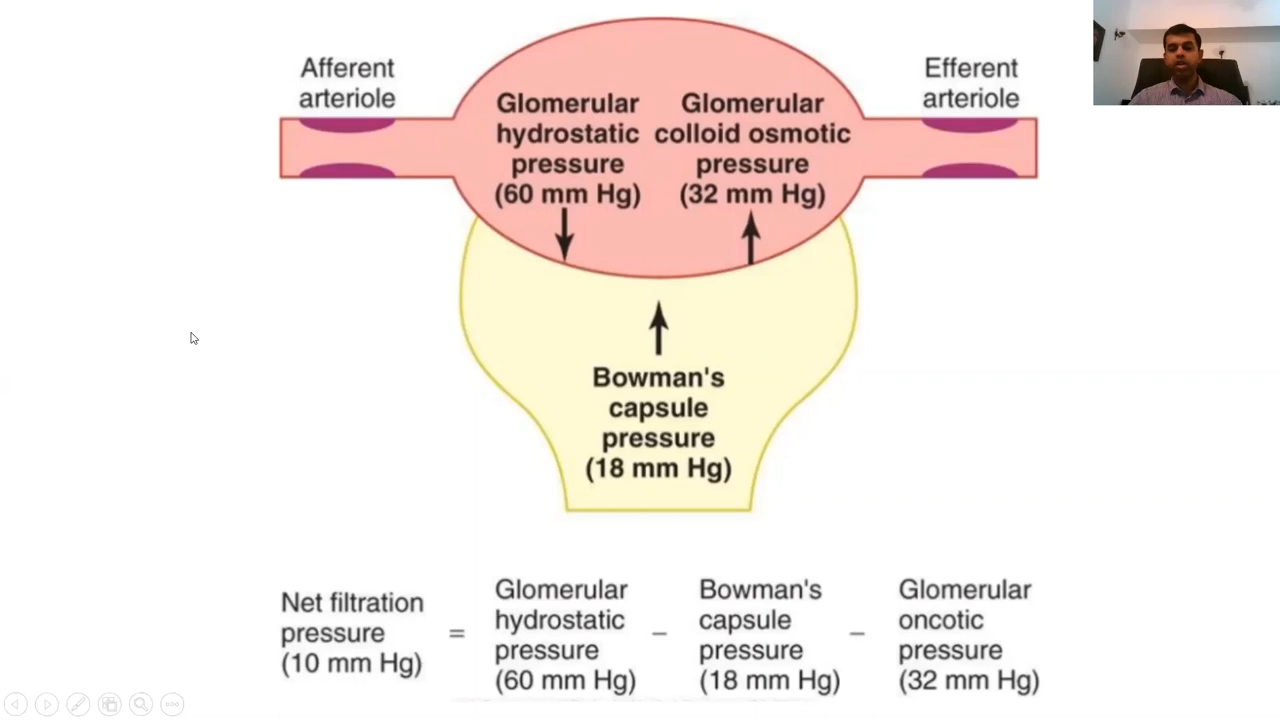 Afferent
arteriole
Efferent
arteriole
Glomerular
hydrostatic
pressure
(60 mm Hg)
Glomerular
colloid osmotic
pressure
(32 mm Hg)
Bowman's
capsule
pressure
(18 mm Hg)
Net filtration
pressure
(10 mm Hg)
=
Glomerular
hydrostatic
pressure
(60 mm Hg)
–
Bowman's
capsule
pressure
(18 mm Hg)
–
Glomerular
oncotic
pressure
(32 mm Hg)